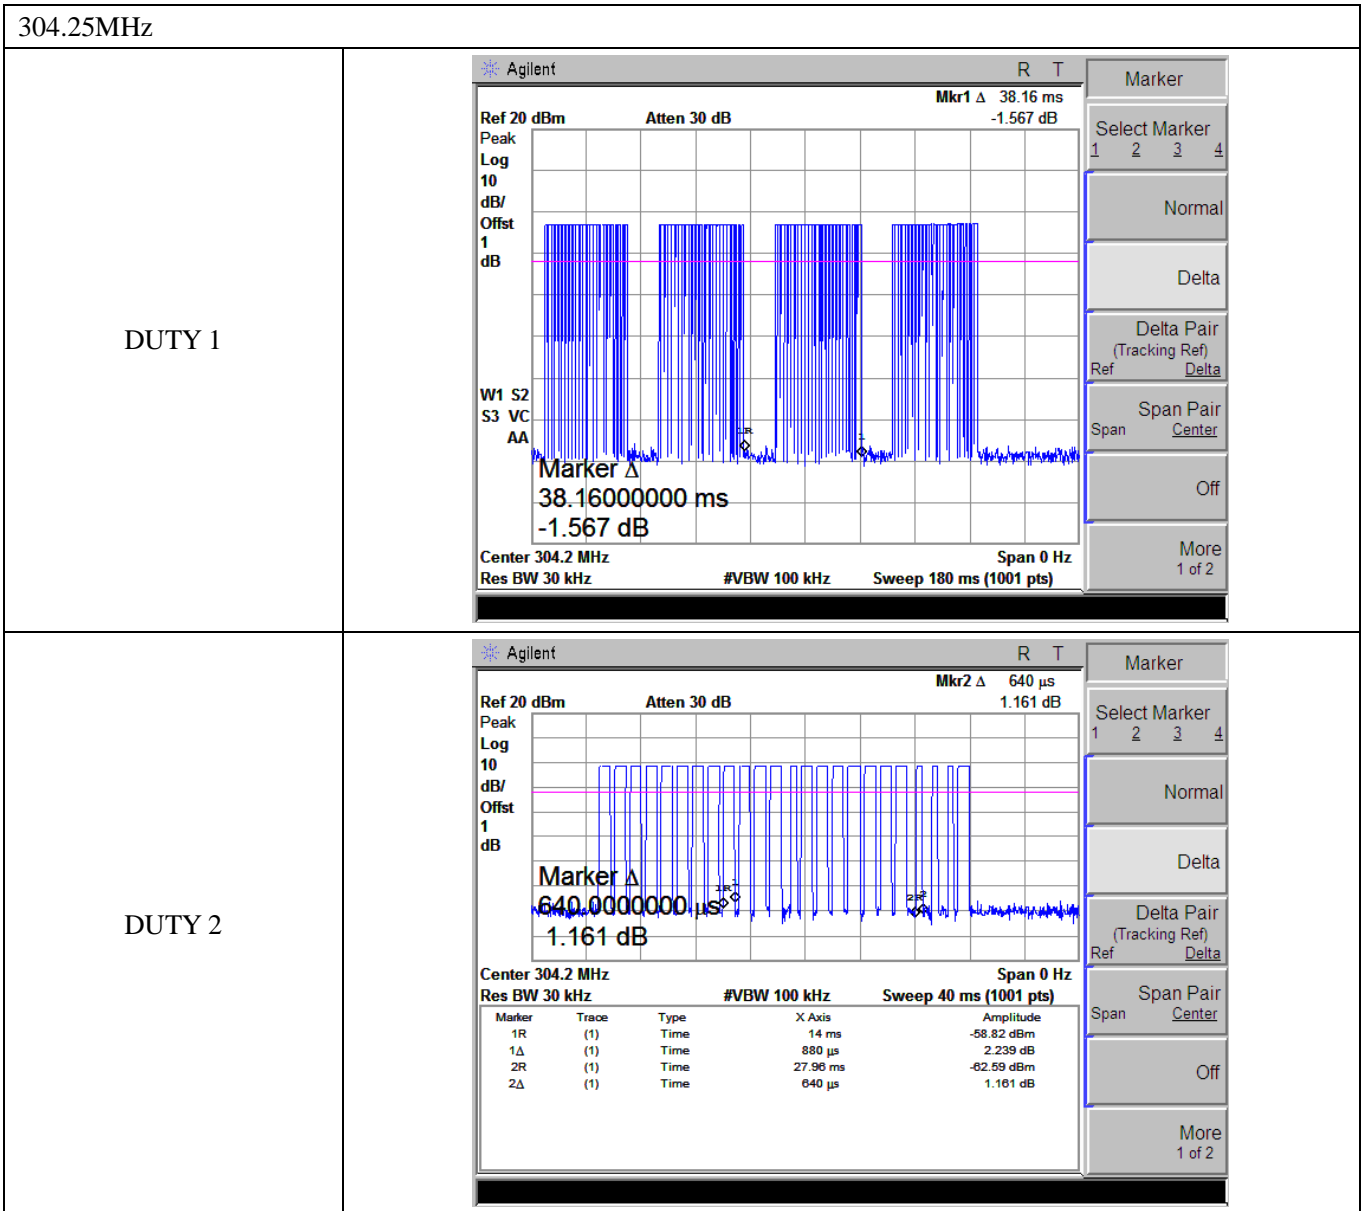 304.25MHz
DUTY 1
Agilent R T
Mkr1 Δ 38.16 ms
Ref 20 dBm Atten 30 dB -1.567 dB
Peak
Log
10
dB/
Offst
1
dB
W1 S2
S3 VC
AA
1R
1
Marker Δ
38.16000000 ms
-1.567 dB
Center 304.2 MHz Span 0 Hz
Res BW 30 kHz #VBW 100 kHz Sweep 180 ms (1001 pts)
Marker
Select Marker
1 2 3 4
Normal
Delta
Delta Pair
(Tracking Ref)
Ref Delta
Span Pair
Span Center
Off
More
1 of 2
DUTY 2
Agilent R T
Mkr2 Δ 640 μs
Ref 20 dBm Atten 30 dB 1.161 dB
Peak
Log
10
dB/
Offst
1
dB
1R 1
2R 2
Marker Δ
640.0000000 μs
1.161 dB
Center 304.2 MHz Span 0 Hz
Res BW 30 kHz #VBW 100 kHz Sweep 40 ms (1001 pts)
Marker Trace Type X Axis Amplitude
1R (1) Time 14 ms -58.82 dBm
1Δ (1) Time 880 μs 2.239 dB
2R (1) Time 27.96 ms -62.59 dBm
2Δ (1) Time 640 μs 1.161 dB
Marker
Select Marker
1 2 3 4
Normal
Delta
Delta Pair
(Tracking Ref)
Ref Delta
Span Pair
Span Center
Off
More
1 of 2